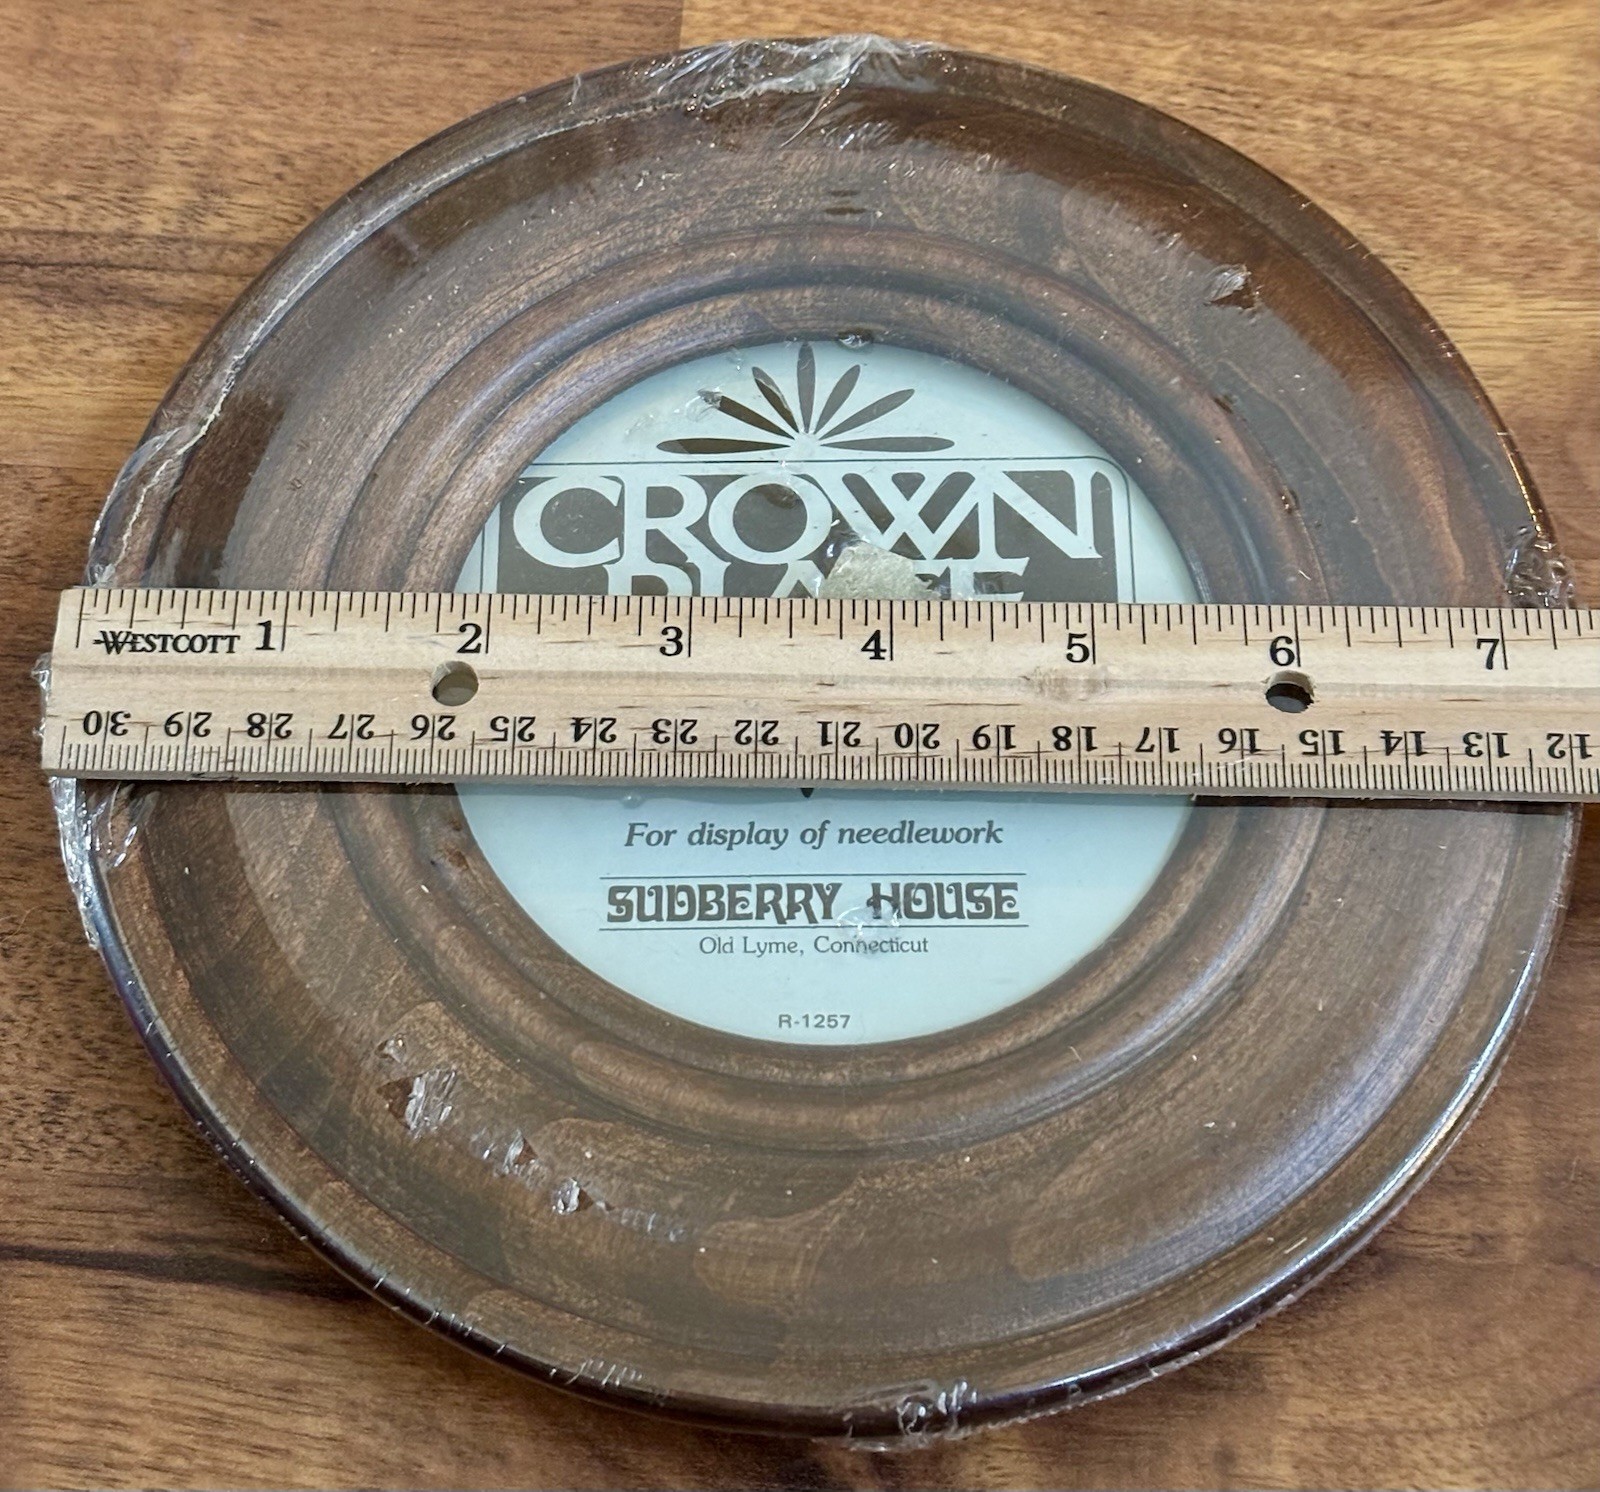 CROWN
WESTCOTT 1 2 3 4 5 6 7
30 29 28 27 26 25 24 23 22 21 20 19 18 17 16 15 14 13 12
For display of needlework
SUDBERRY HOUSE
Old Lyme, Connecticut
R-1257